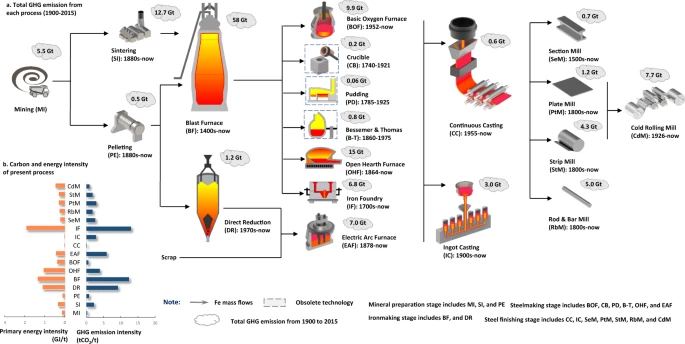 a. Total GHG emission from
each process (1900-2015)
5.5 Gt
Mining (MI)
12.7 Gt
Sintering
(SI): 1880s-now
0.5 Gt
Pelleting
(PE): 1880s-now
58 Gt
Blast Furnace
(BF): 1400s-now
1.2 Gt
Direct Reduction
(DR): 1970s-now
Scrap
9.9 Gt
Basic Oxygen Furnace
(BOF): 1952-now
0.2 Gt
Crucible
(CB): 1740-1921
0.06 Gt
Pudding
(PD): 1785-1925
0.8 Gt
Bessemer & Thomas
(B-T): 1860-1975
15 Gt
Open Hearth Furnace
(OHF): 1864-now
6.8 Gt
Iron Foundry
(IF): 1700s-now
7.0 Gt
Electric Arc Furnace
(EAF): 1878-now
0.6 Gt
Continuous Casting
(CC): 1955-now
3.0 Gt
Ingot Casting
(IC): 1900s-now
0.7 Gt
Section Mill
(SeM): 1500s-now
1.2 Gt
Plate Mill
(PtM): 1800s-now
4.3 Gt
Strip Mill
(StM): 1800s-now
5.0 Gt
Rod & Bar Mill
(RbM): 1800s-now
7.7 Gt
Cold Rolling Mill
(CdM): 1926-now
b. Carbon and energy intensity
of present process
CdM
StM
PtM
RbM
SeM
IF
IC
CC
EAF
BOF
OHF
BF
DR
PE
SI
MI
3 2 1 0
0 5 10 15 20
Primary energy intensity
(GJ/t)
GHG emission intensity
(tCO₂/t)
Note:
Fe mass flows
Obsolete technology
Total GHG emission from 1900 to 2015
Mineral preparation stage includes MI, SI, and PE
Steelmaking stage includes BOF, CB, PD, B-T, OHF, and EAF
Ironmaking stage includes BF, and DR
Steel finishing stage includes CC, IC, SeM, PtM, StM, RbM, and CdM